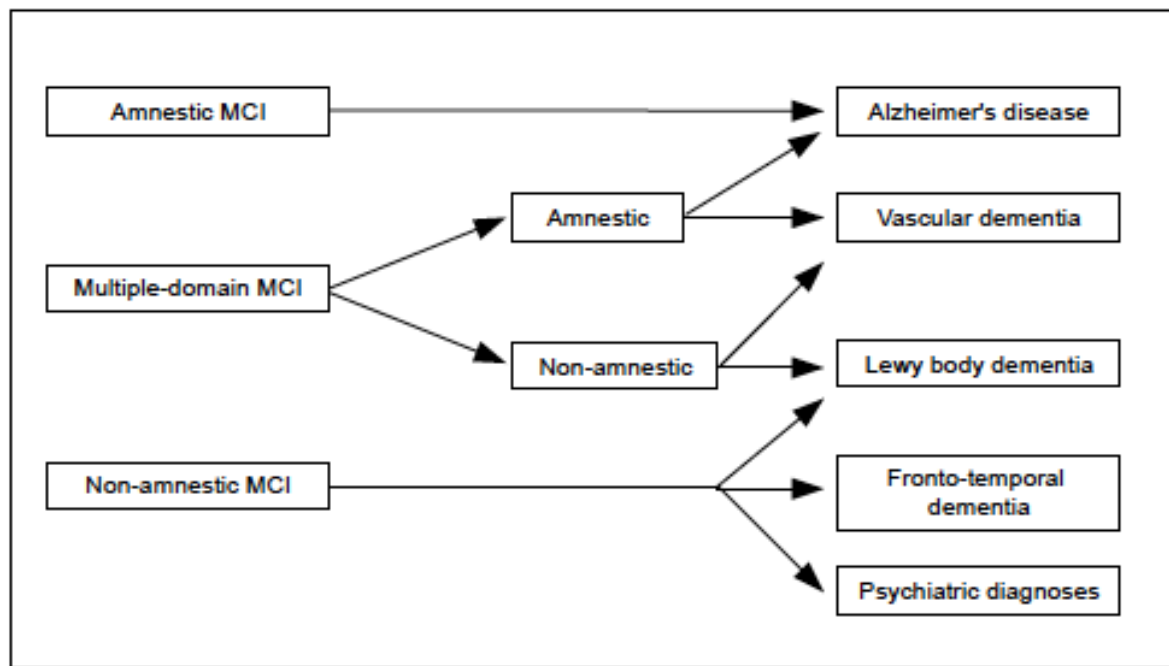 Amnestic MCI
Alzheimer's disease
Amnestic
Vascular dementia
Multiple-domain MCI
Non-amnestic
Lewy body dementia
Non-amnestic MCI
Fronto-temporal
dementia
Psychiatric diagnoses